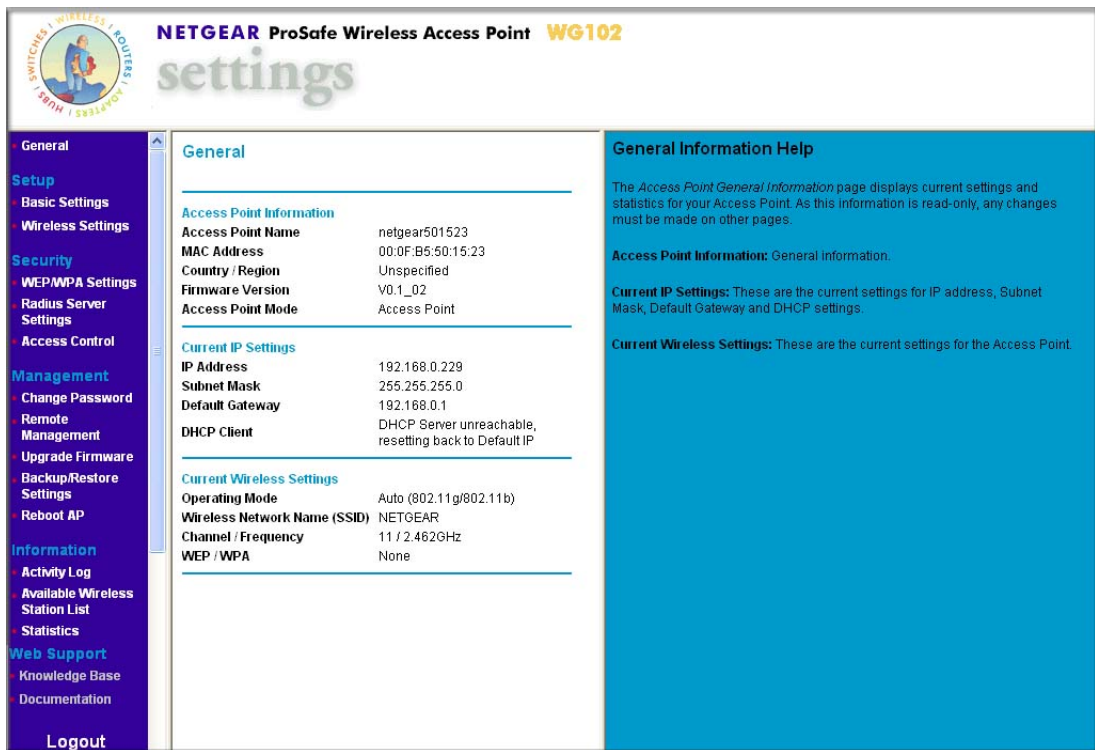 SWITCHES | WIRELESS | ROUTERS | ADAPTERS | HUBS |
NETGEAR ProSafe Wireless Access Point WG102
settings
General
Setup
Basic Settings
Wireless Settings
Security
WEP/WPA Settings
Radius Server
Settings
Access Control
Management
Change Password
Remote
Management
Upgrade Firmware
Backup/Restore
Settings
Reboot AP
Information
Activity Log
Available Wireless
Station List
Statistics
Web Support
Knowledge Base
Documentation
Logout
General
Access Point Information
Access Point Name netgear501523
MAC Address 00:0F:B5:50:15:23
Country / Region Unspecified
Firmware Version V0.1_02
Access Point Mode Access Point
Current IP Settings
IP Address 192.168.0.229
Subnet Mask 255.255.255.0
Default Gateway 192.168.0.1
DHCP Client DHCP Server unreachable,
resetting back to Default IP
Current Wireless Settings
Operating Mode Auto (802.11g/802.11b)
Wireless Network Name (SSID) NETGEAR
Channel / Frequency 11 / 2.462GHz
WEP / WPA None
General Information Help
The Access Point General Information page displays current settings and
statistics for your Access Point. As this information is read-only, any changes
must be made on other pages.
Access Point Information: General information.
Current IP Settings: These are the current settings for IP address, Subnet
Mask, Default Gateway and DHCP settings.
Current Wireless Settings: These are the current settings for the Access Point.